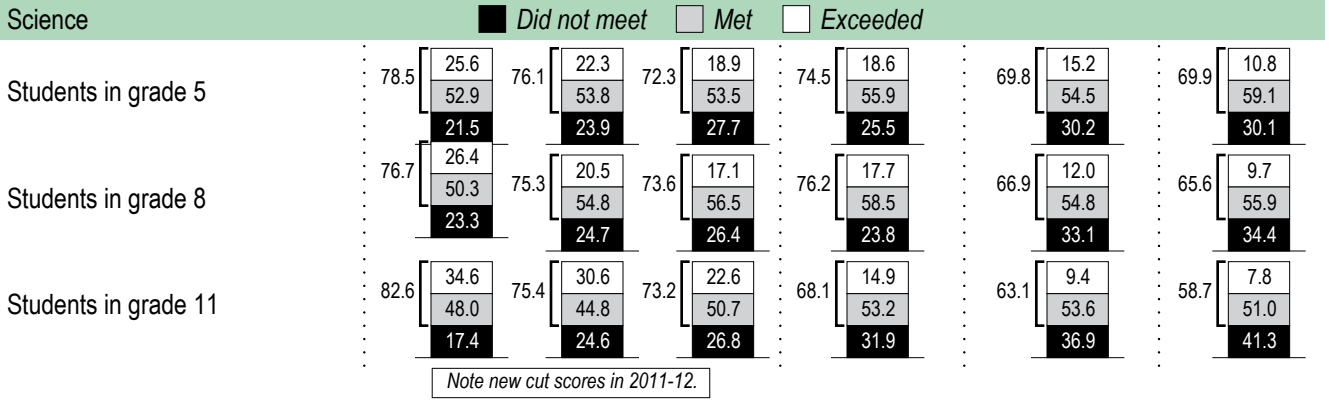 Science Did not meet Met Exceeded
25.6 22.3 18.9 18.6 15.2 10.8
78.5 76.1 72.3 74.5 69.8 69.9
Students in grade 5 52.9 53.8 53.5 55.9 54.5 59.1
21.5 23.9 27.7 25.5 30.2 30.1
26.4 20.5 17.1 17.7 12.0 9.7
76.7 75.3 73.6 76.2 66.9 65.6
Students in grade 8 50.3 54.8 56.5 58.5 54.8 55.9
23.3 24.7 26.4 23.8 33.1 34.4
34.6 30.6 22.6 14.9 9.4 7.8
82.6 75.4 73.2 68.1 63.1 58.7
Students in grade 11 48.0 44.8 50.7 53.2 53.6 51.0
17.4 24.6 26.8 31.9 36.9 41.3
Note new cut scores in 2011-12.